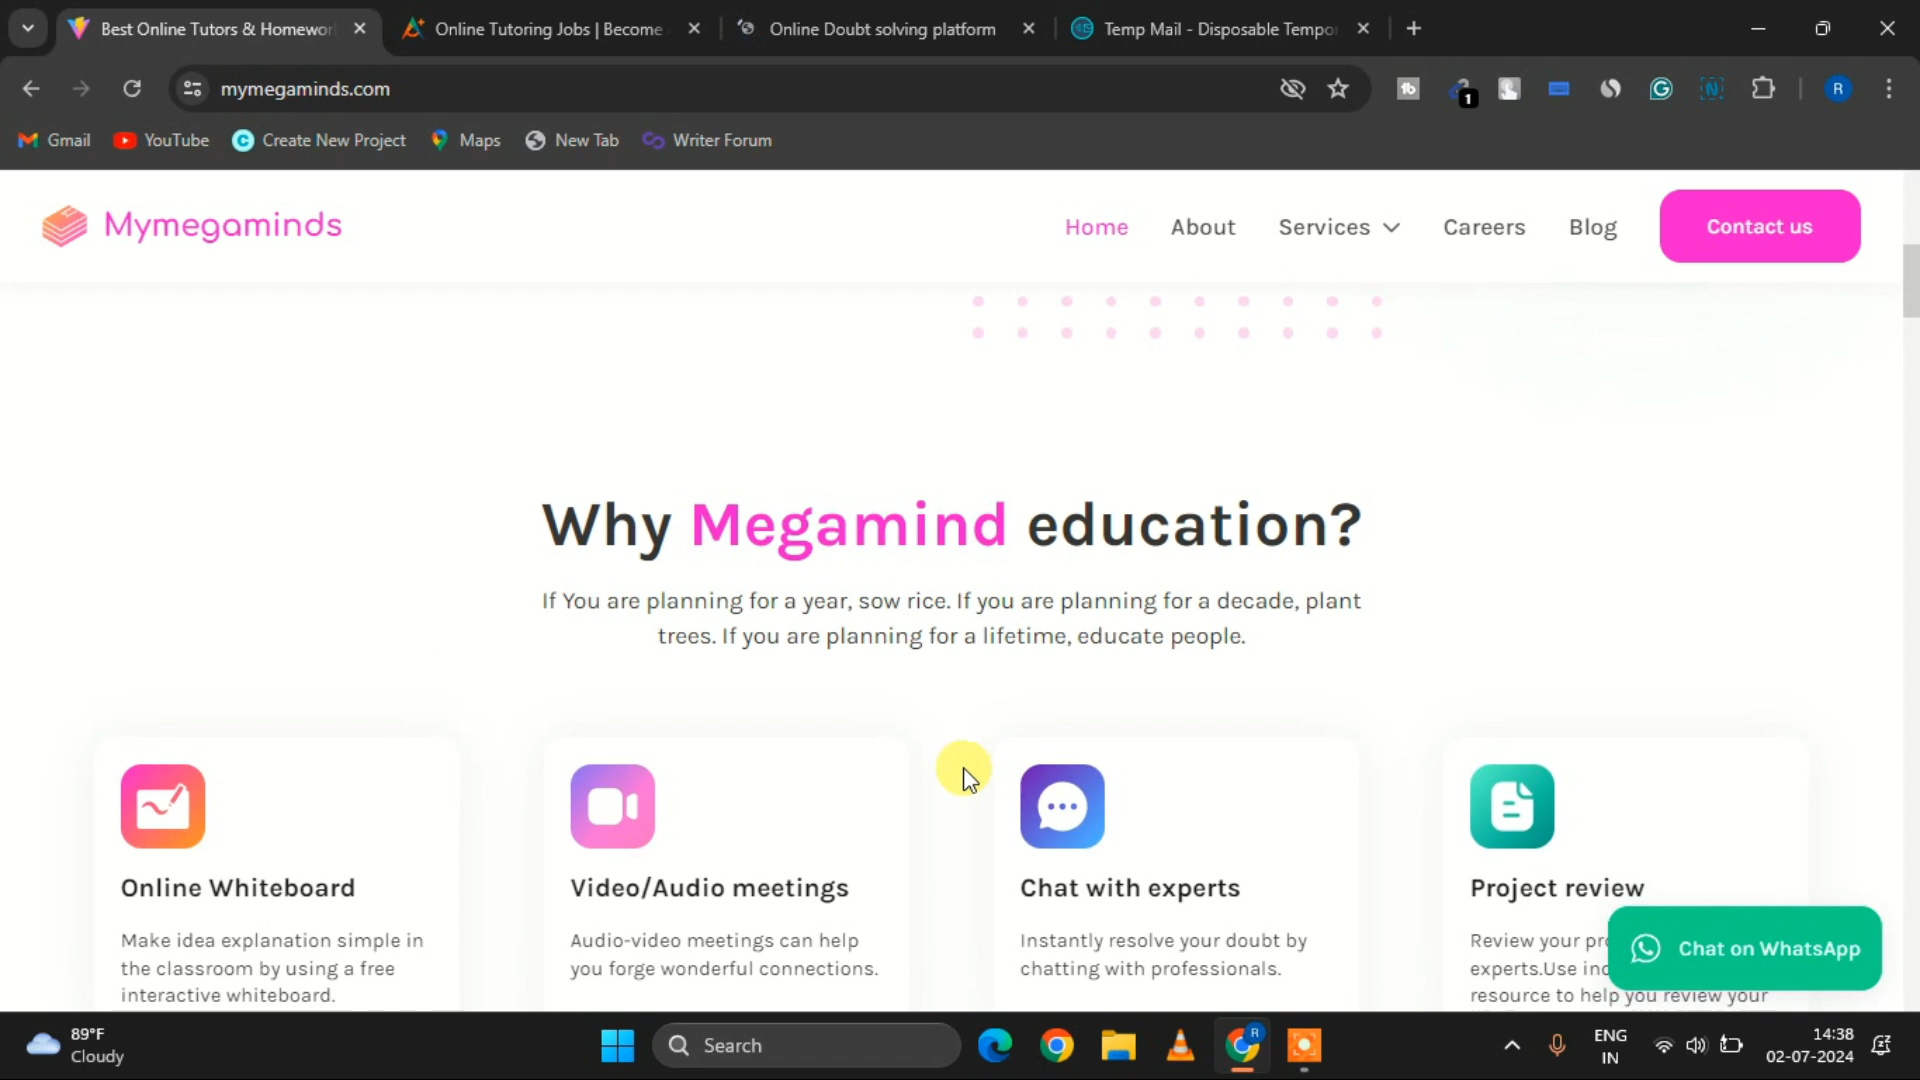 Best Online Tutors & Homewor
Online Tutoring Jobs | Become
Online Doubt solving platform
Temp Mail - Disposable Tempo
mymegaminds.com
1
R
Gmail
YouTube
Create New Project
Maps
New Tab
Writer Forum
Mymegaminds
Home
About
Services
Careers
Blog
Contact us
Why Megamind education?
If You are planning for a year, sow rice. If you are planning for a decade, plant
trees. If you are planning for a lifetime, educate people.
Online Whiteboard
Make idea explanation simple in
the classroom by using a free
interactive whiteboard.
Video/Audio meetings
Audio-video meetings can help
you forge wonderful connections.
Chat with experts
Instantly resolve your doubt by
chatting with professionals.
Project review
Review your pr
experts.Use in
resource to help you review your
Chat on WhatsApp
89°F
Cloudy
Search
R
ENG
IN
14:38
02-07-2024